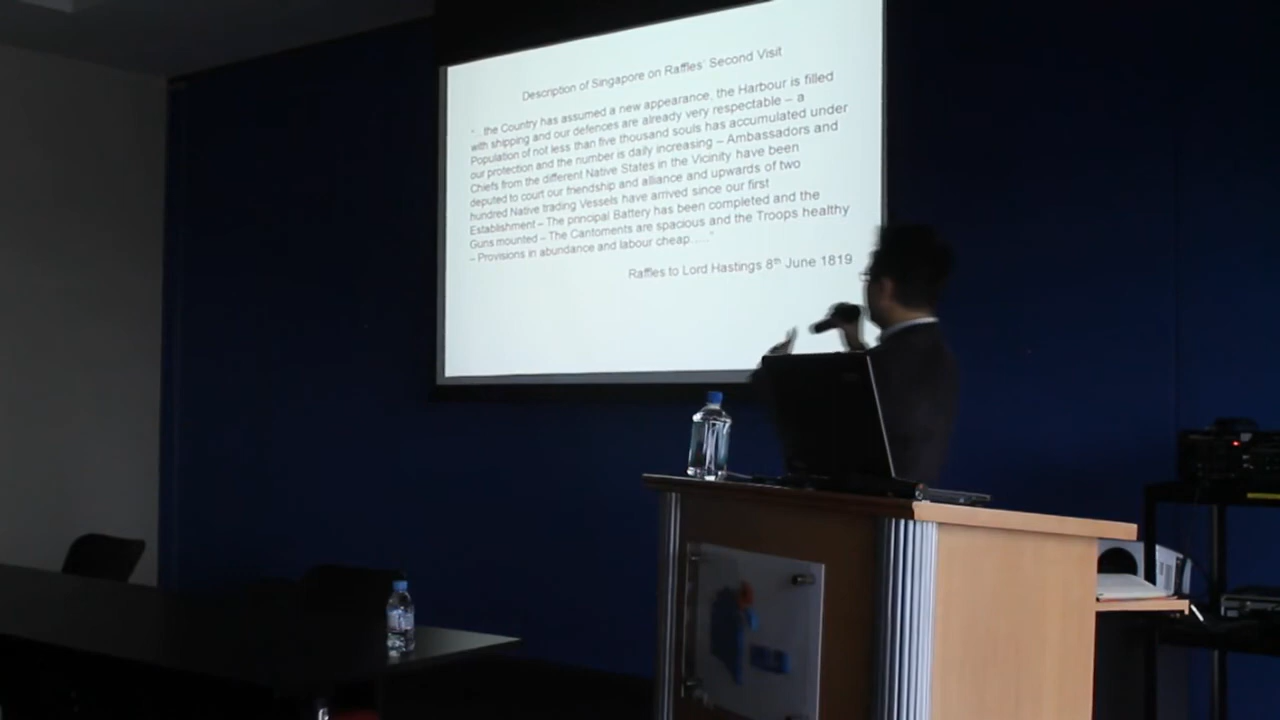 Description of Singapore on Raffles' Second Visit
“...the Country has assumed a new appearance, the Harbour is filled
with shipping and our defences are already very respectable – a
Population of not less than five thousand souls has accumulated under
our protection and the number is daily increasing – Ambassadors and
Chiefs from the different Native States in the Vicinity have been
deputed to court our friendship and alliance and upwards of two
hundred Native trading Vessels have arrived since our first
Establishment – The principal Battery has been completed and the
Guns mounted – The Cantoments are spacious and the Troops healthy
– Provisions in abundance and labour cheap.....”
Raffles to Lord Hastings 8th June 1819